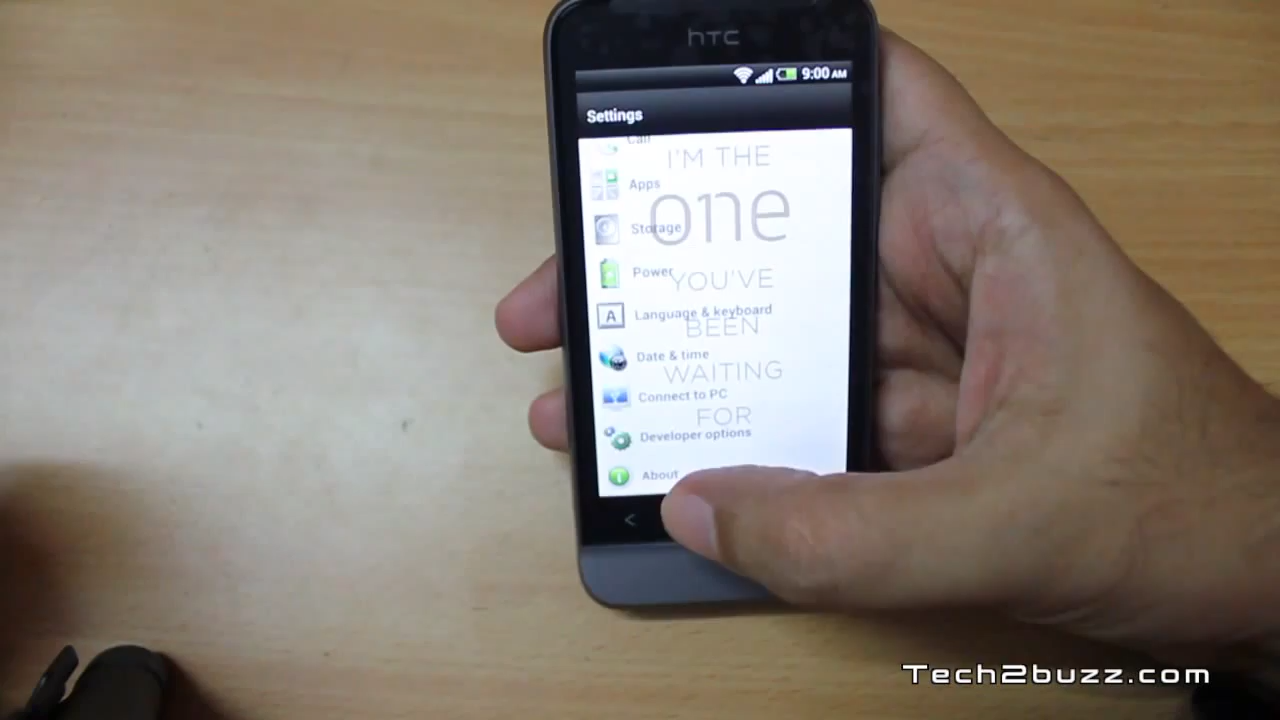 hTC
9:00 AM
Settings
Call
I'M THE
Apps
one
Storage
Power
YOU'VE
Language & keyboard
BEEN
Date & time
WAITING
Connect to PC
FOR
Developer options
About
Tech2buzz.com